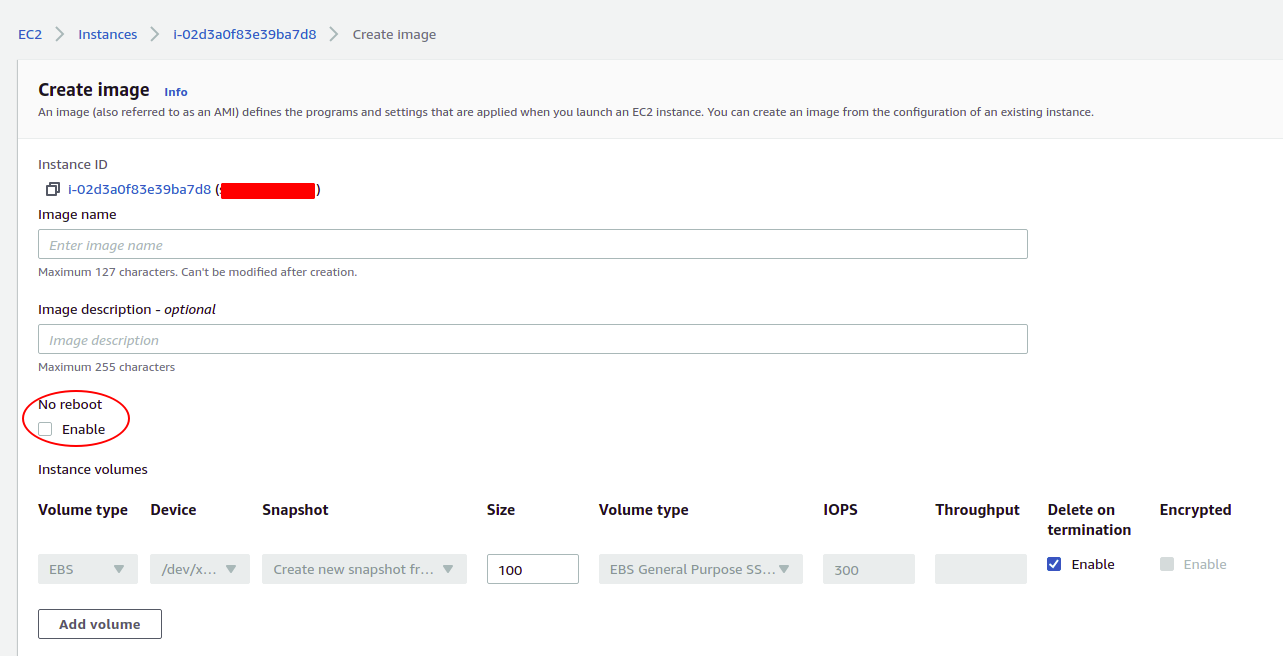 EC2 Instances i-02d3a0f83e39ba7d8 Create image
Create image Info
An image (also referred to as an AMI) defines the programs and settings that are applied when you launch an EC2 instance. You can create an image from the configuration of an existing instance.
Instance ID
i-02d3a0f83e39ba7d8 ( )
Image name
Enter image name
Maximum 127 characters. Can't be modified after creation.
Image description - optional
Image description
Maximum 255 characters
No reboot
Enable
Instance volumes
Volume type Device Snapshot Size Volume type IOPS Throughput Delete on termination Encrypted
EBS /dev/x... Create new snapshot fr... 100 EBS General Purpose SS... 300 Enable Enable
Add volume